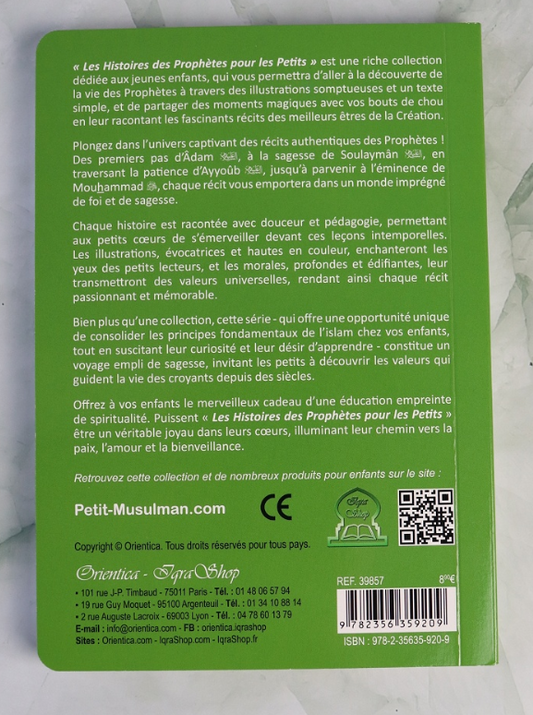 « Les Histoires des Prophètes pour les Petits » est une riche collection
dédiée aux jeunes enfants, qui vous permettra d'aller à la découverte de
la vie des Prophètes à travers des illustrations somptueuses et un texte
simple, et de partager des moments magiques avec vos bouts de chou
en leur racontant les fascinants récits des meilleurs êtres de la Création.
Plongez dans l'univers captivant des récits authentiques des Prophètes !
Des premiers pas d'Âdam, à la sagesse de Soulaymân, en
traversant la patience d'Ayyoûb, jusqu'à parvenir à l'éminence de
Mouhammad ﷺ, chaque récit vous emportera dans un monde imprégné
de foi et de sagesse.
Chaque histoire est racontée avec douceur et pédagogie, permettant
aux petits cœurs de s'émerveiller devant ces leçons intemporelles.
Les illustrations, évocatrices et hautes en couleur, enchanteront les
yeux des petits lecteurs, et les morales, profondes et édifiantes, leur
transmettront des valeurs universelles, rendant ainsi chaque récit
passionnant et mémorable.
Bien plus qu'une collection, cette série - qui offre une opportunité unique
de consolider les principes fondamentaux de l'islam chez vos enfants,
tout en suscitant leur curiosité et leur désir d'apprendre - constitue un
voyage empli de sagesse, invitant les petits à découvrir les valeurs qui
guident la vie des croyants depuis des siècles.
Offrez à vos enfants le merveilleux cadeau d'une éducation empreinte
de spiritualité. Puissent « Les Histoires des Prophètes pour les Petits »
être un véritable joyau dans leurs cœurs, illuminant leur chemin vers la
paix, l'amour et la bienveillance.
Retrouvez cette collection et de nombreux produits pour enfants sur le site :
Petit-Musulman.com
CE
Iqra
Shop
Copyright © Orientica. Tous droits réservés pour tous pays.
Orientica - IqraShop
• 101 rue J-P. Timbaud - 75011 Paris - Tél. : 01 48 06 57 94
• 19 rue Guy Moquet - 95100 Argenteuil - Tél. : 01 34 10 88 14
• 2 rue Auguste Lacroix - 69003 Lyon - Tél. : 04 78 60 13 79
E-mail : info@orientica.com - FB : orientica.iqrashop
Sites : Orientica.com - IqraShop.com - IqraShop.fr
REF. 39857 8⁹⁰€
9 782356 359209
ISBN : 978-2-35635-920-9